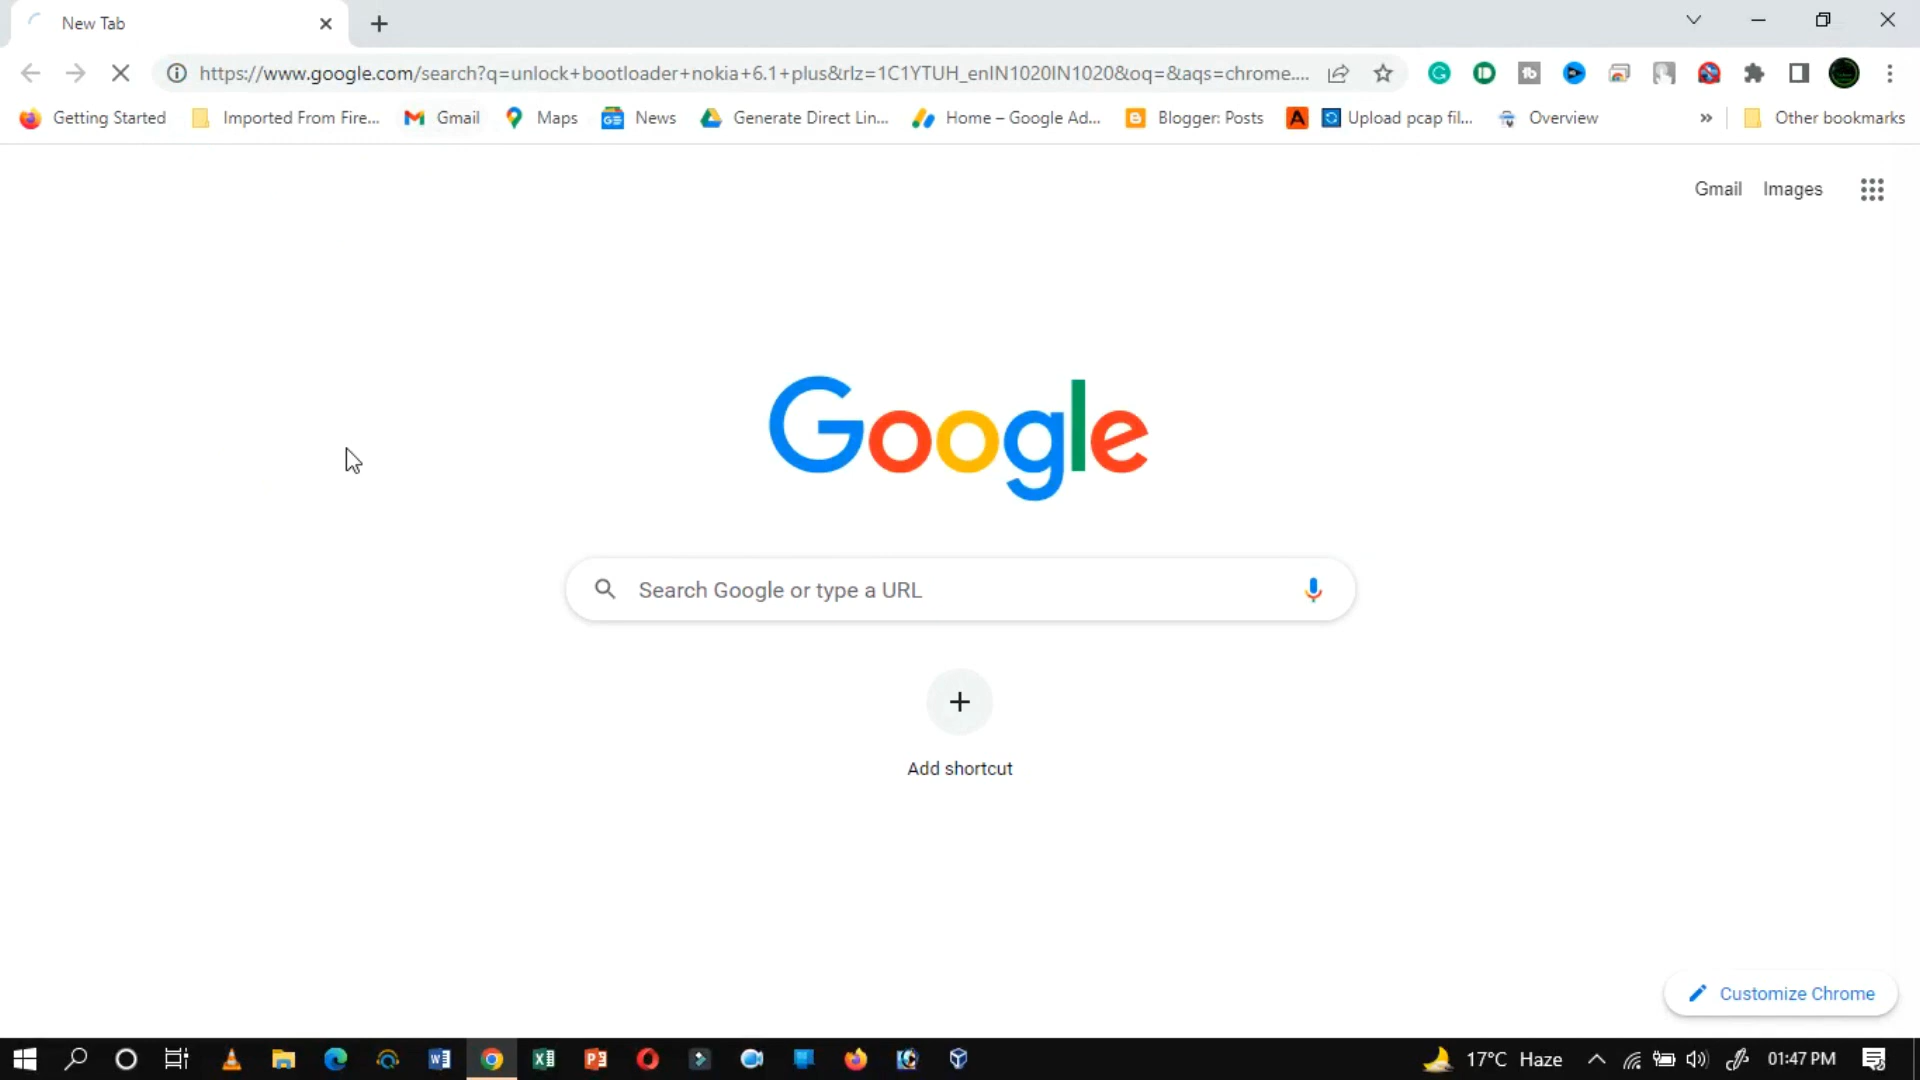 New Tab
https://www.google.com/search?q=unlock+bootloader+nokia+6.1+plus&rlz=1C1YTUH_enIN1020IN1020&oq=&aqs=chrome....
Getting Started Imported From Fire... Gmail Maps News Generate Direct Lin... Home – Google Ad... Blogger: Posts Upload pcap fil... Overview » Other bookmarks
Gmail Images
Google
Search Google or type a URL
Add shortcut
Customize Chrome
17°C Haze 01:47 PM